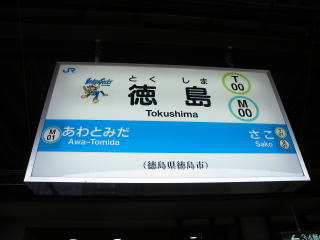 JR
とくしま
徳島
Tokushima
T
00
M
00
M
01
あわとみだ
Awa-Tomida
さこ
Sako
(徳島県徳島市)